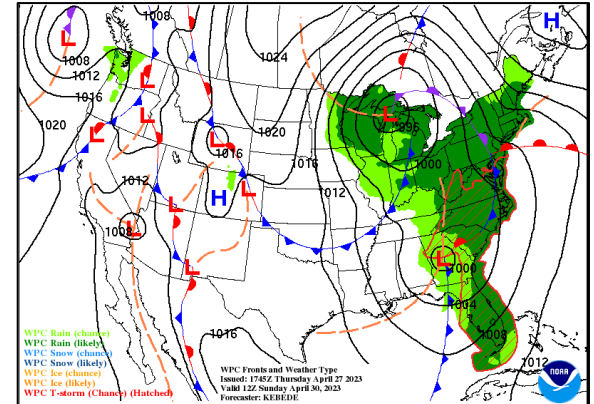 1008
L
1008
1012
1016
1020
L
L
L
1024
1020
L
1016
1016
1012
H
L
996
1000
H
1012
H
L
L
1008
L
L
L
1000
1004
1008
1012
1016
WPC Rain (chance)
WPC Rain (likely)
WPC Snow (chance)
WPC Snow (likely)
WPC Ice (chance)
WPC Ice (likely)
WPC T-storm (Chance) (Hatched)
WPC Fronts and Weather Type
Issued: 1745Z Thursday April 27 2023
Valid 12Z Sunday April 30, 2023
Forecaster: KEBEDE
NOAA